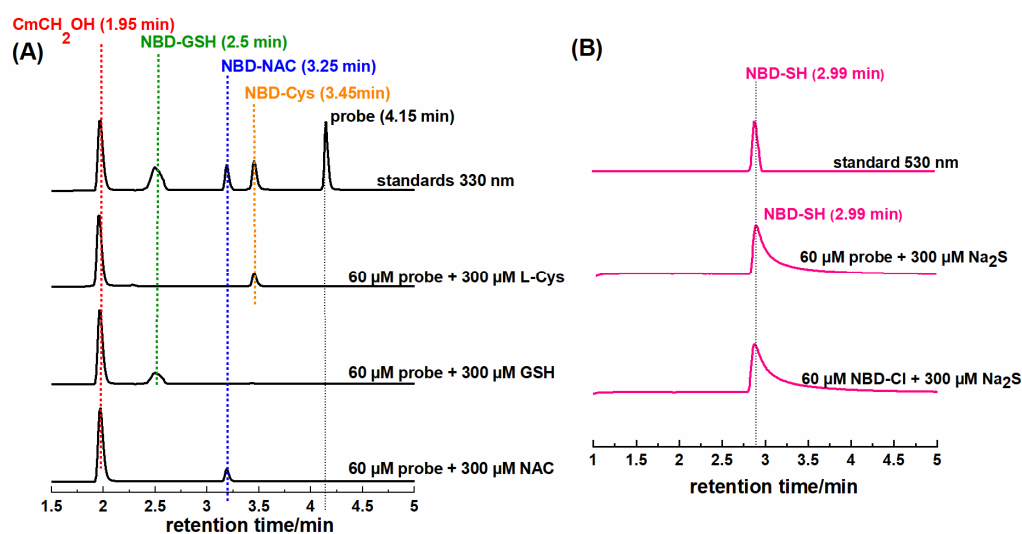 (A)
CmCH2OH (1.95 min)
NBD-GSH (2.5 min)
NBD-NAC (3.25 min)
NBD-Cys (3.45min)
probe (4.15 min)
standards 330 nm
60 µM probe + 300 µM L-Cys
60 µM probe + 300 µM GSH
60 µM probe + 300 µM NAC
1.5 2 2.5 3 3.5 4 4.5 5
retention time/min
(B)
NBD-SH (2.99 min)
standard 530 nm
NBD-SH (2.99 min)
60 µM probe + 300 µM Na2S
60 µM NBD-Cl + 300 µM Na2S
1 1.5 2 2.5 3 3.5 4 4.5 5
retention time/min